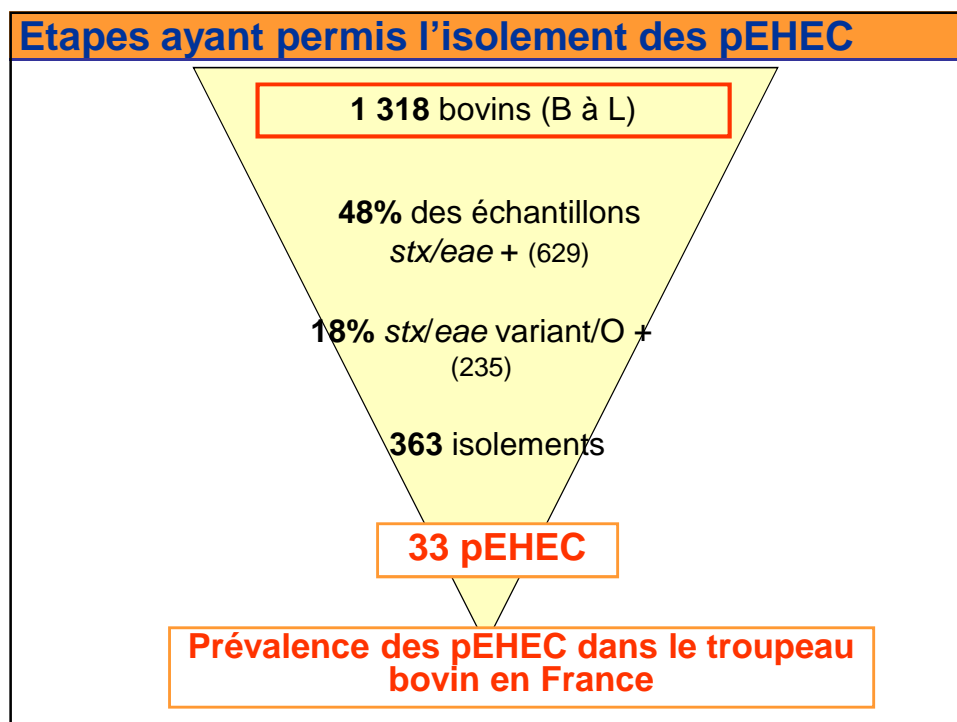 Etapes ayant permis l’isolement des pEHEC
1 318 bovins (B à L)
48% des échantillons
stx/eae + (629)
18% stx/eae variant/O +
(235)
363 isolements
33 pEHEC
Prévalence des pEHEC dans le troupeau
bovin en France